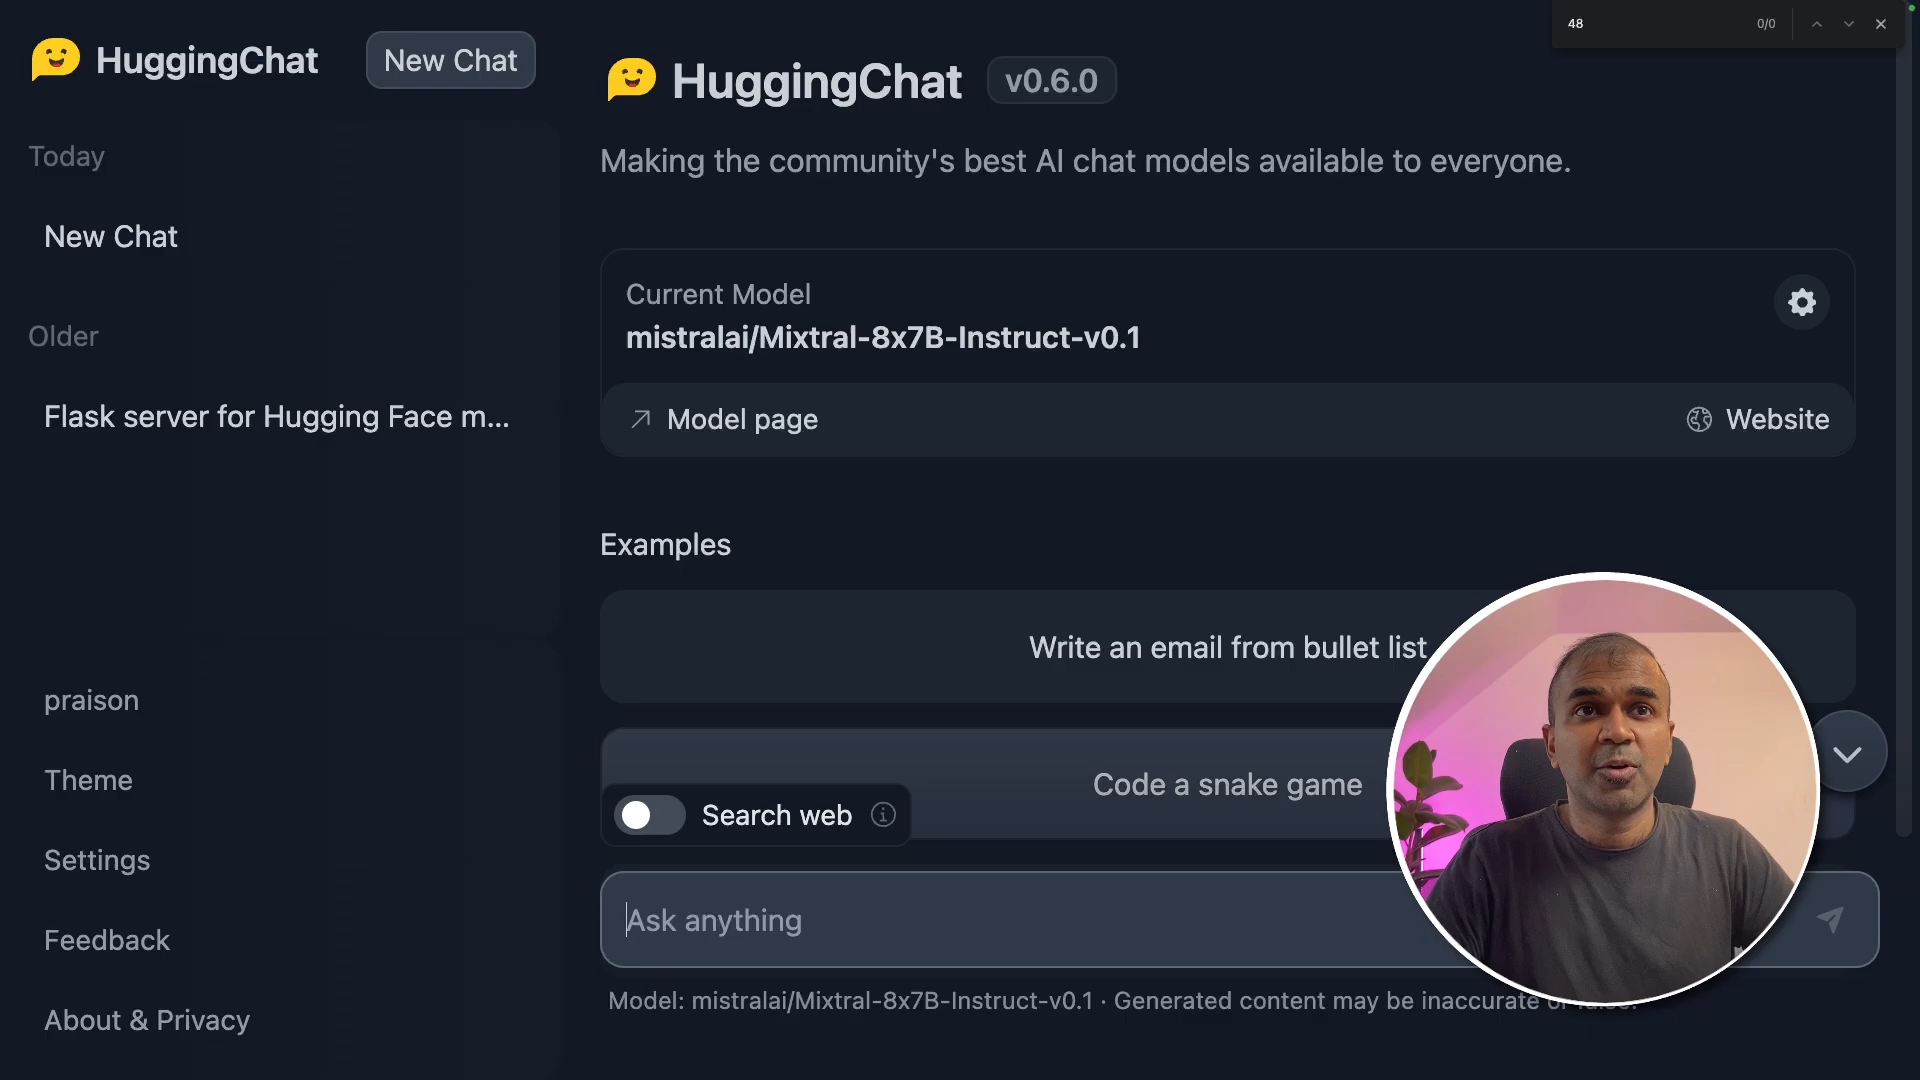 HuggingChat
New Chat
Today
New Chat
Older
Flask server for Hugging Face m...
praison
Theme
Settings
Feedback
About & Privacy
48
0/0
HuggingChat
v0.6.0
Making the community's best AI chat models available to everyone.
Current Model
mistralai/Mixtral-8x7B-Instruct-v0.1
Model page
Website
Examples
Write an email from bullet list
Code a snake game
Search web
Ask anything
Model: mistralai/Mixtral-8x7B-Instruct-v0.1 · Generated content may be inaccurate or false.